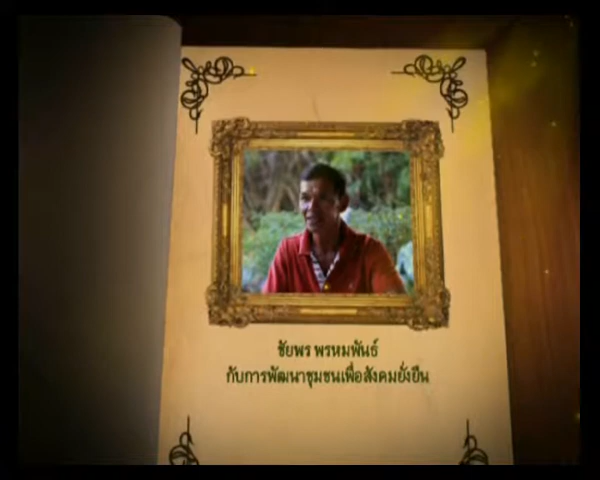 ชัยพร พรหมพันธ์
กับการพัฒนาชุมชนเพื่อสังคมยั่งยืน